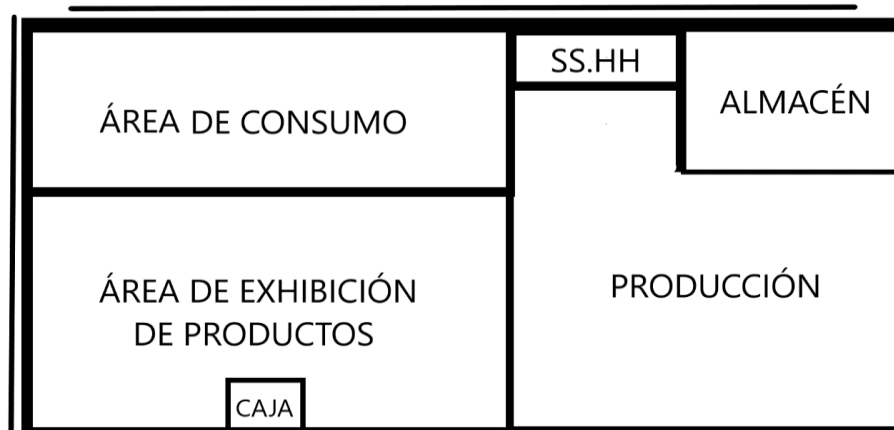 SS.HH
ALMACÉN
ÁREA DE CONSUMO
ÁREA DE EXHIBICIÓN
DE PRODUCTOS
PRODUCCIÓN
CAJA